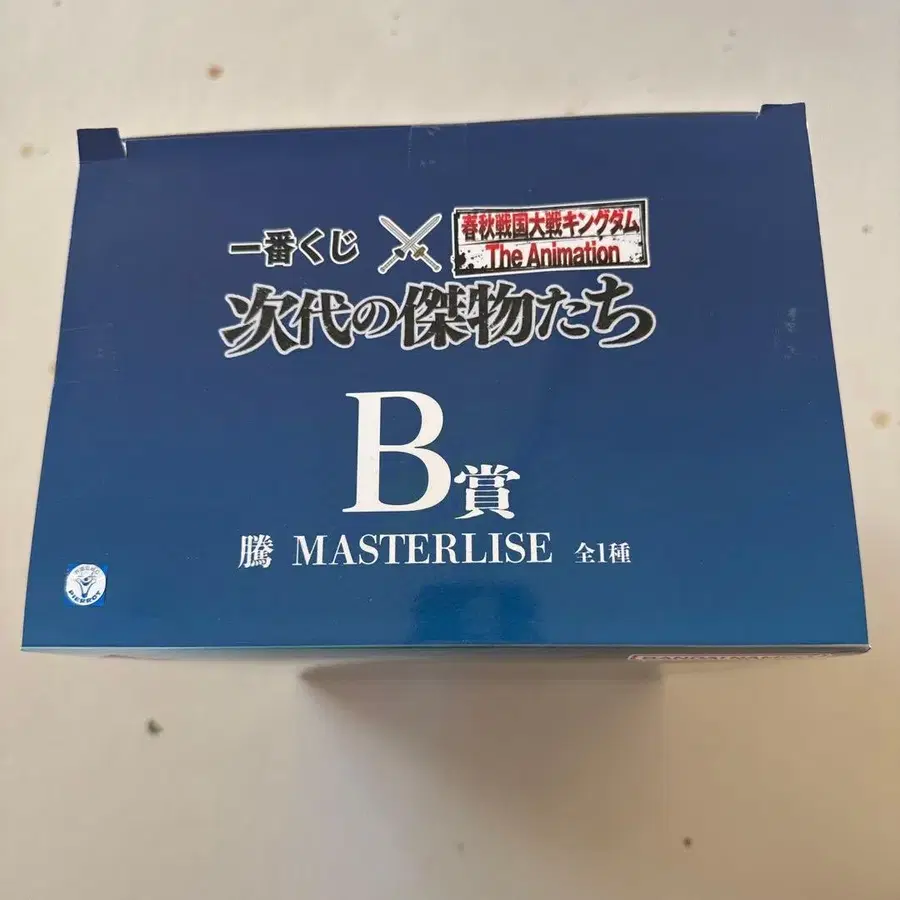 一番くじ
春秋戦国大戦キングダム
The Animation
次代の傑物たち
B賞
騰 MASTERLISE 全1種
PIERROT